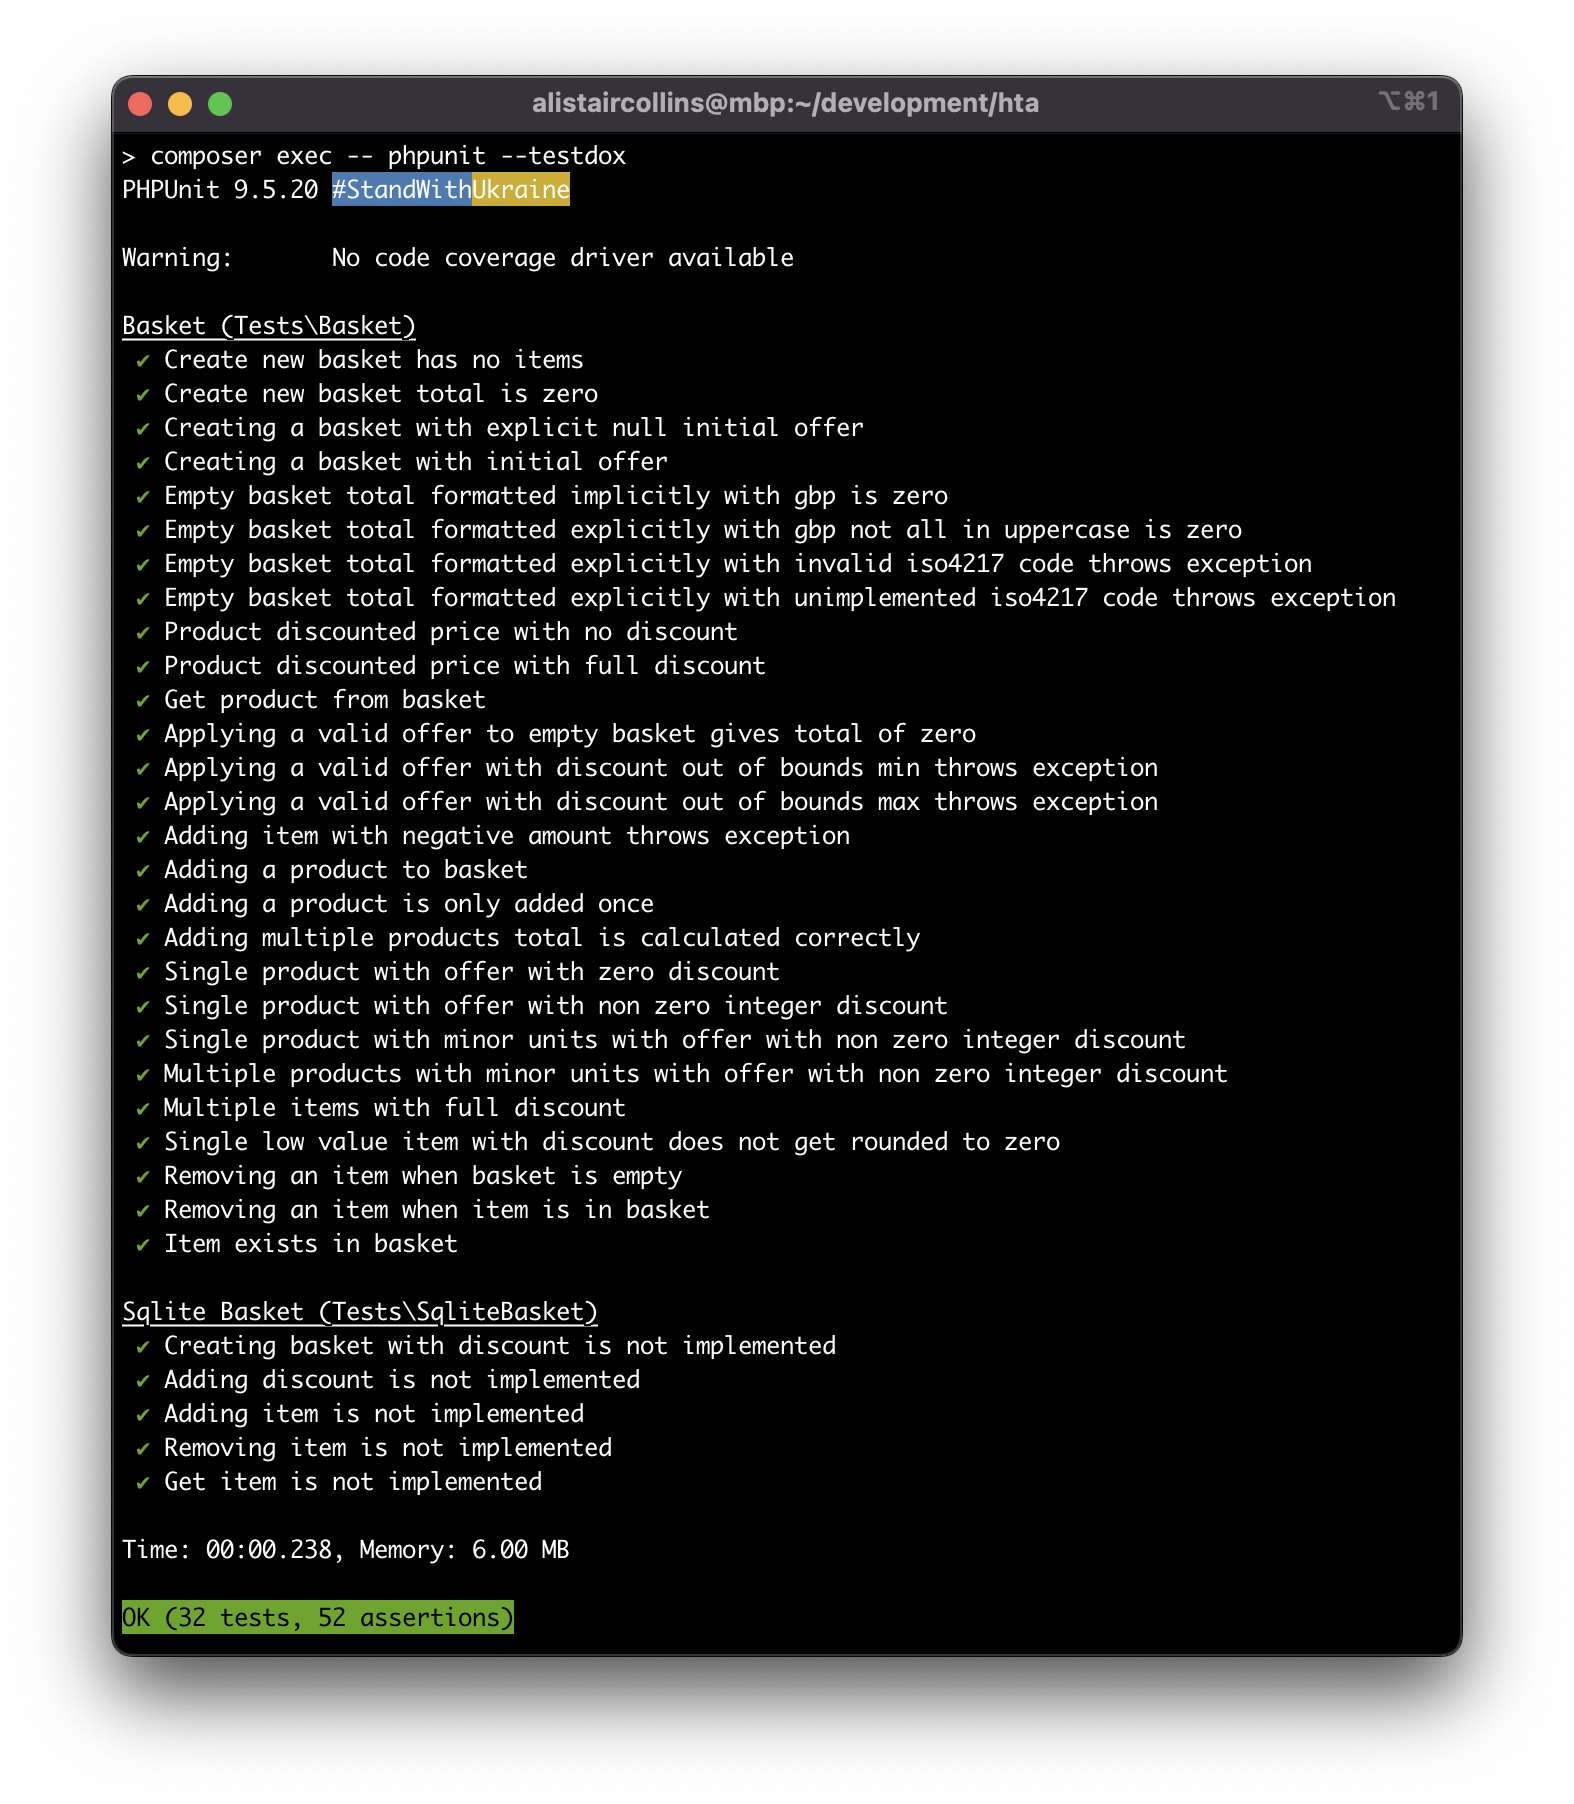 alistaircollins@mbp:~/development/hta ⌥⌘1
> composer exec -- phpunit --testdox
PHPUnit 9.5.20 #StandWithUkraine
Warning:       No code coverage driver available
Basket (Tests\Basket)
✔ Create new basket has no items
✔ Create new basket total is zero
✔ Creating a basket with explicit null initial offer
✔ Creating a basket with initial offer
✔ Empty basket total formatted implicitly with gbp is zero
✔ Empty basket total formatted explicitly with gbp not all in uppercase is zero
✔ Empty basket total formatted explicitly with invalid iso4217 code throws exception
✔ Empty basket total formatted explicitly with unimplemented iso4217 code throws exception
✔ Product discounted price with no discount
✔ Product discounted price with full discount
✔ Get product from basket
✔ Applying a valid offer to empty basket gives total of zero
✔ Applying a valid offer with discount out of bounds min throws exception
✔ Applying a valid offer with discount out of bounds max throws exception
✔ Adding item with negative amount throws exception
✔ Adding a product to basket
✔ Adding a product is only added once
✔ Adding multiple products total is calculated correctly
✔ Single product with offer with zero discount
✔ Single product with offer with non zero integer discount
✔ Single product with minor units with offer with non zero integer discount
✔ Multiple products with minor units with offer with non zero integer discount
✔ Multiple items with full discount
✔ Single low value item with discount does not get rounded to zero
✔ Removing an item when basket is empty
✔ Removing an item when item is in basket
✔ Item exists in basket
Sqlite Basket (Tests\SqliteBasket)
✔ Creating basket with discount is not implemented
✔ Adding discount is not implemented
✔ Adding item is not implemented
✔ Removing item is not implemented
✔ Get item is not implemented
Time: 00:00.238, Memory: 6.00 MB
OK (32 tests, 52 assertions)